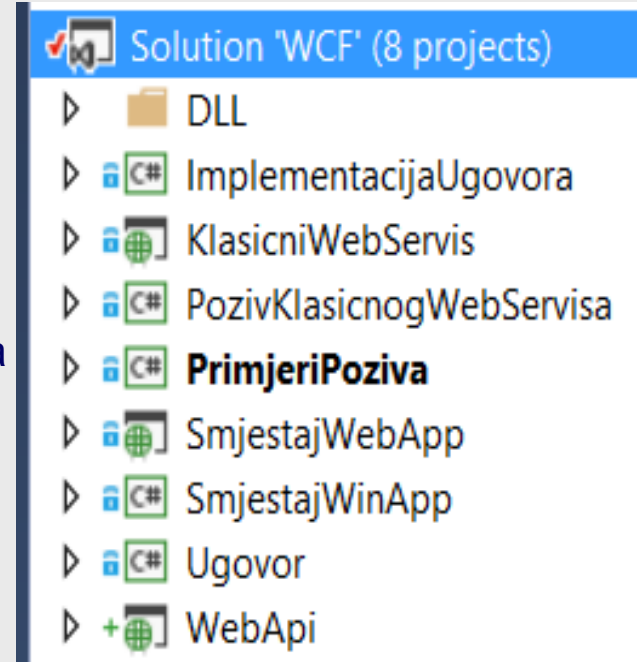 Solution 'WCF' (8 projects)
DLL
C# ImplementacijaUgovora
KlasicniWebServis
C# PozivKlasicnogWebServisa
a
C# PrimjeriPoziva
SmjestajWebApp
C# SmjestajWinApp
C# Ugovor
+ WebApi